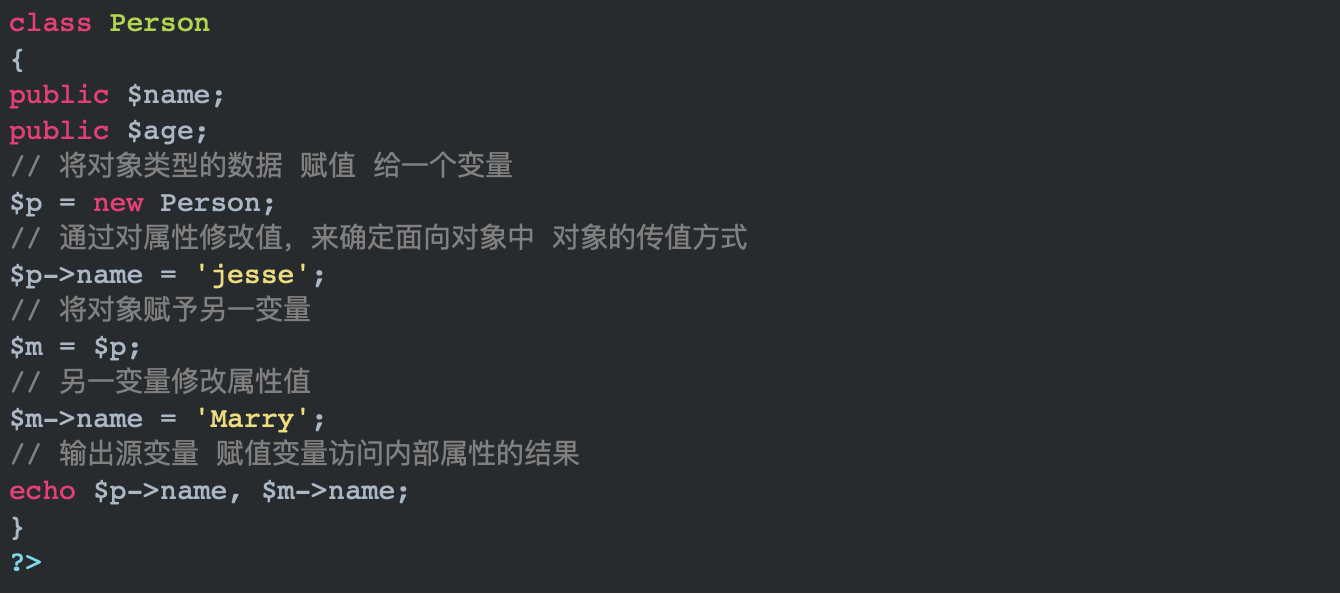 class Person
{
public $name;
public $age;
// 将对象类型的数据 赋值 给一个变量
$p = new Person;
// 通过对属性修改值，来确定面向对象中 对象的传值方式
$p->name = 'jesse';
// 将对象赋予另一变量
$m = $p;
// 另一变量修改属性值
$m->name = 'Marry';
// 输出源变量 赋值变量访问内部属性的结果
echo $p->name, $m->name;
}
?>